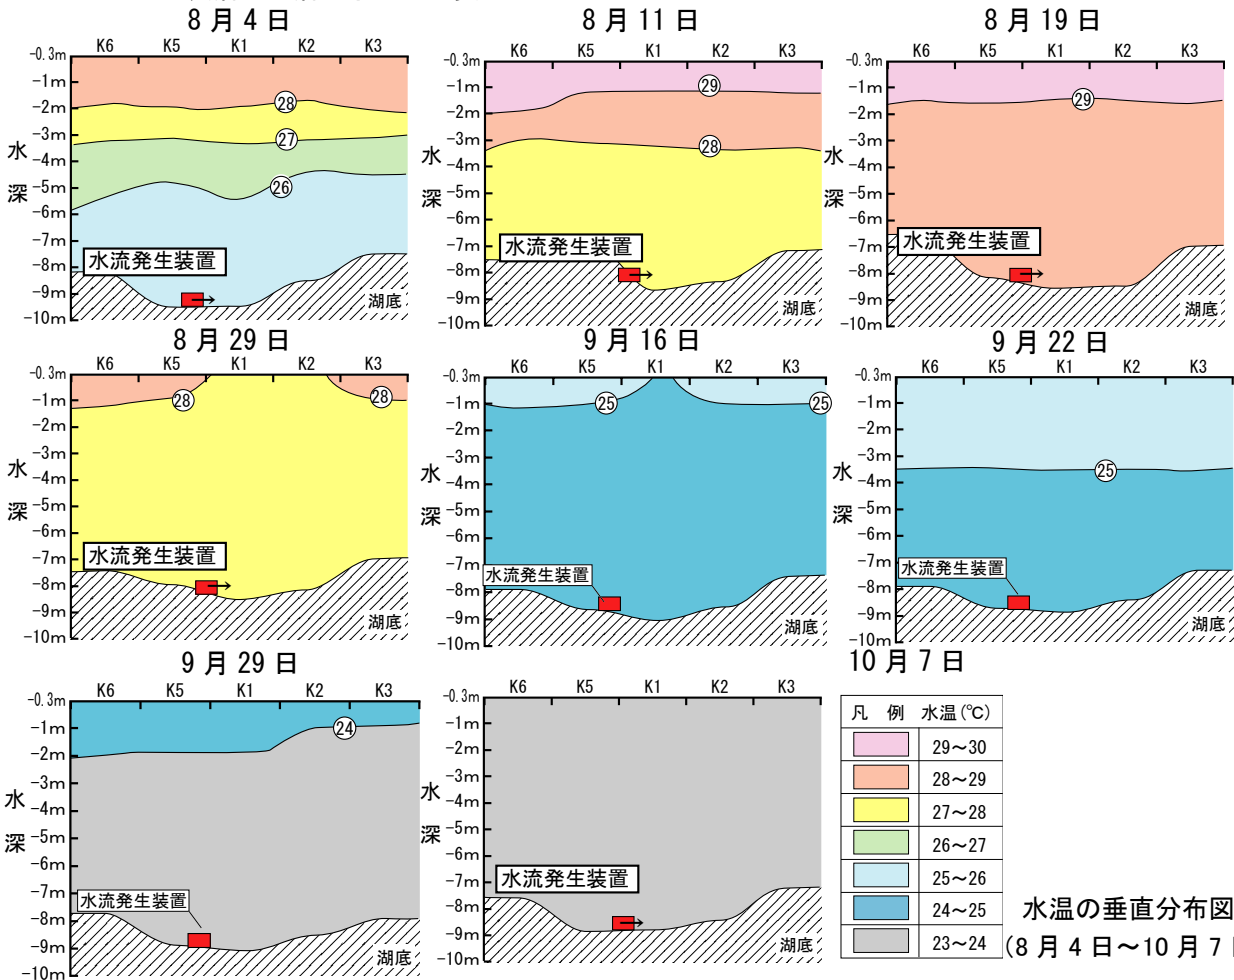 8月4日
K6 K5 K1 K2 K3
-0.3m
-1m
-2m
-3m
-4m
-5m
-6m
-7m
-8m
-9m
-10m
水深
28
27
26
水流発生装置
湖底
8月11日
K6 K5 K1 K2 K3
-0.3m
-1m
-2m
-3m
-4m
-5m
-6m
-7m
-8m
-9m
-10m
水深
29
28
水流発生装置
湖底
8月19日
K6 K5 K1 K2 K3
-0.3m
-1m
-2m
-3m
-4m
-5m
-6m
-7m
-8m
-9m
-10m
水深
29
水流発生装置
湖底
8月29日
K6 K5 K1 K2 K3
-0.3m
-1m
-2m
-3m
-4m
-5m
-6m
-7m
-8m
-9m
-10m
水深
28
28
水流発生装置
湖底
9月16日
K6 K5 K1 K2 K3
-0.3m
-1m
-2m
-3m
-4m
-5m
-6m
-7m
-8m
-9m
-10m
25
25
水流発生装置
湖底
9月22日
K6 K5 K1 K2 K3
-0.3m
-1m
-2m
-3m
-4m
-5m
-6m
-7m
-8m
-9m
-10m
水深
25
水流発生装置
湖底
9月29日
K6 K5 K1 K2 K3
-0.3m
-1m
-2m
-3m
-4m
-5m
-6m
-7m
-8m
-9m
-10m
水深
24
水流発生装置
湖底
10月7日
K6 K5 K1 K2 K3
-0.3m
-1m
-2m
-3m
-4m
-5m
-6m
-7m
-8m
-9m
-10m
水深
水流発生装置
湖底
凡 例 水温(℃)
29～30
28～29
27～28
26～27
25～26
24～25
23～24
水温の垂直分布図
(8月4日～10月7日